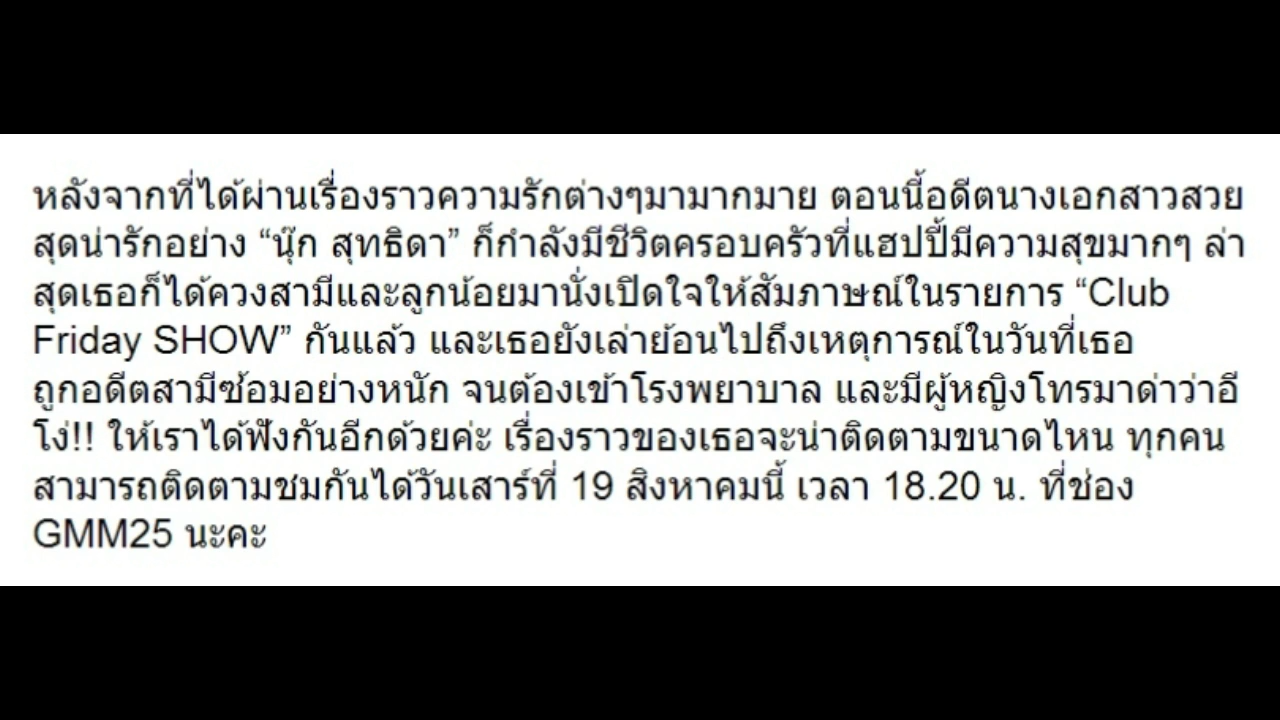 หลังจากที่ได้ผ่านเรื่องราวความรักต่างๆมามากมาย ตอนนี้อดีตนางเอกสาวสวย
สุดน่ารักอย่าง “นุ๊ก สุทธิดา” ก็กำลังมีชีวิตครอบครัวที่แฮปปี้มีความสุขมากๆ ล่า
สุดเธอก็ได้ควงสามีและลูกน้อยมานั่งเปิดใจให้สัมภาษณ์ในรายการ “Club
Friday SHOW” กันแล้ว และเธอยังเล่าย้อนไปถึงเหตุการณ์ในวันที่เธอ
ถูกอดีตสามีซ้อมอย่างหนัก จนต้องเข้าโรงพยาบาล และมีผู้หญิงโทรมาด่าว่าอี
โง่!! ให้เราได้ฟังกันอีกด้วยค่ะ เรื่องราวของเธอจะน่าติดตามขนาดไหน ทุกคน
สามารถติดตามชมกันได้วันเสาร์ที่ 19 สิงหาคมนี้ เวลา 18.20 น. ที่ช่อง
GMM25 นะคะ